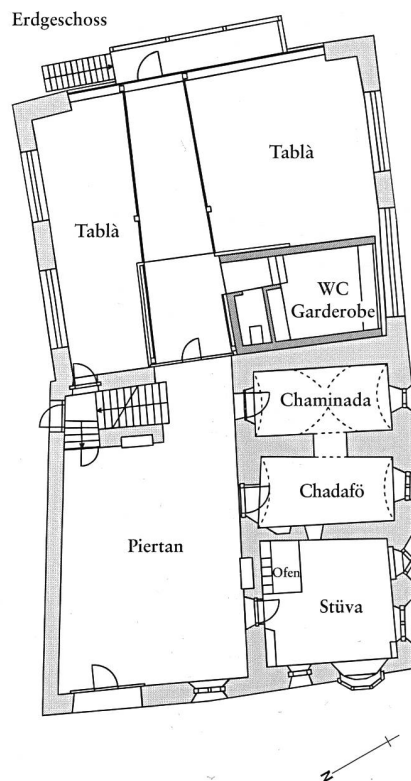 Erdgeschoss
Tablà
Tablà
WC
Garderobe
Chaminada
Chadafö
Piertan
Ofen
Stüva
N